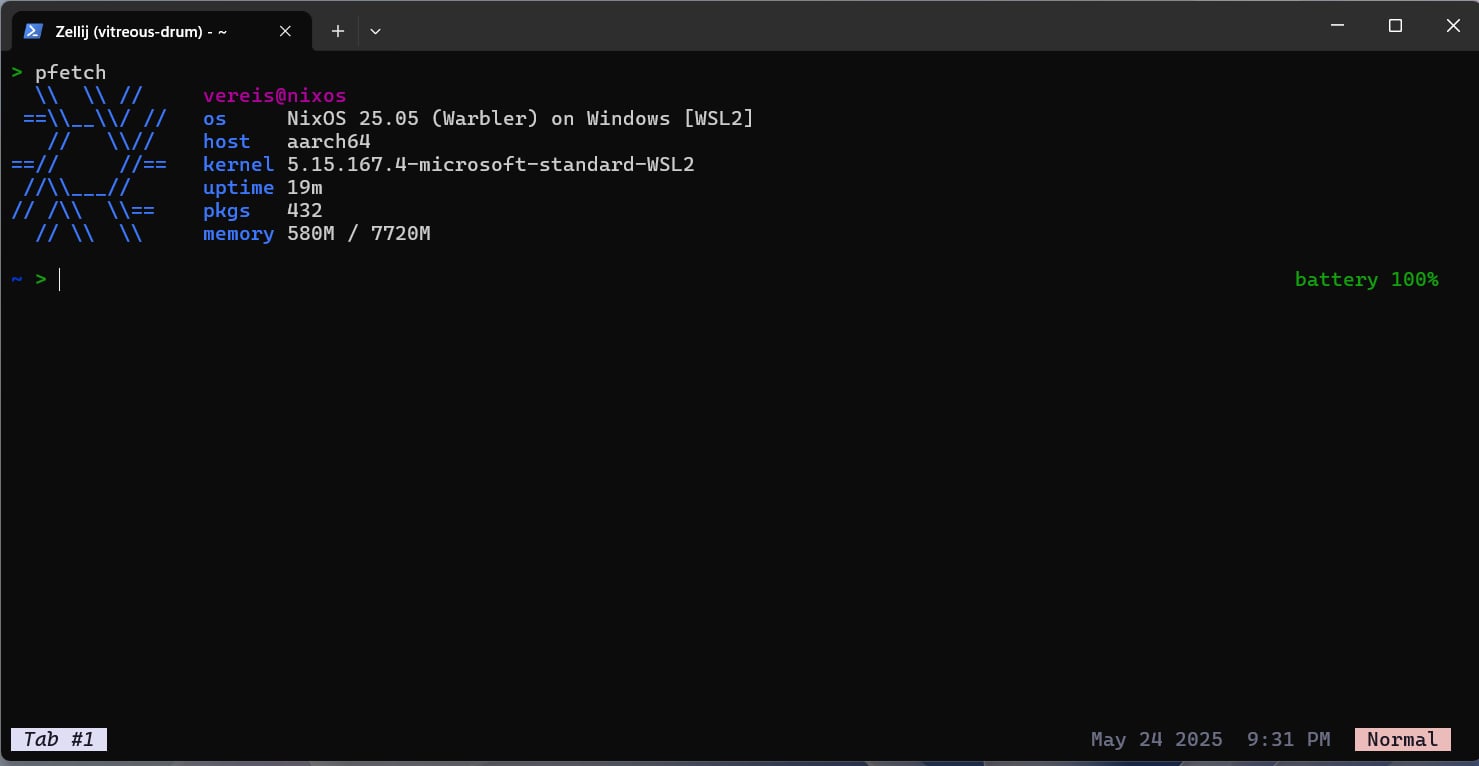 Zellij (vitreous-drum) - ~
> pfetch
  \\  \\ //     vereis@nixos
 ==\\__\\/ //   os     NixOS 25.05 (Warbler) on Windows [WSL2]
   //   \\//    host   aarch64
==//     //==   kernel 5.15.167.4-microsoft-standard-WSL2
 //\\___//      uptime 19m
// /\\  \\==    pkgs   432
  // \\  \\     memory 580M / 7720M
~ > battery 100%
Tab #1 May 24 2025 9:31 PM Normal